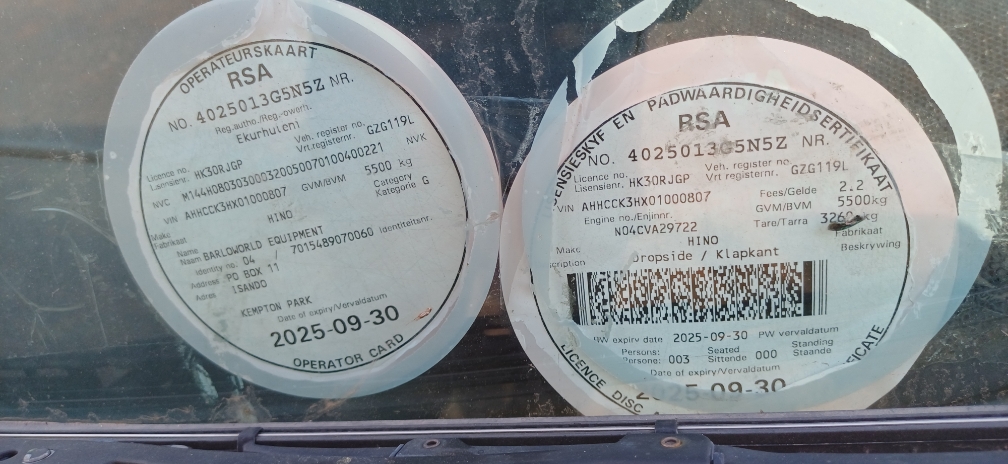 OPERATEURSKAART
RSA
NO. 4025013G5N5Z NR.
Reg.autho./Reg.-owerh.
Ekurhuleni
Licence no. HK30RJGP Veh. register no. GZG119L
Lisensienr. Vrt.registernr.
NVC M144H080303000320050070100400221 NVK
VIN AHHCCK3HX01000807 GVM/BVM 5500 kg Category
Kategorie G
Make HINO
Fabrikaat
Name BARLOWORLD EQUIPMENT
Naam
Identity no. 04 / 7015489070060 Identiteitsnr.
Address PO BOX 11
Adres ISANDO
KEMPTON PARK
Date of expiry/Vervaldatum
2025-09-30
OPERATOR CARD
ENSIESKYF EN PADWAARDIGHEIDSERTIFIKAAT
RSA
NO. 4025013G5N5Z NR.
Licence no. HK30RJGP Veh. register no. GZG119L
Lisensienr. Vrt registernr.
VIN AHHCCK3HX01000807 Fees/Gelde 2.2
Engine no./Enjinnr. GVM/BVM 5500kg
N04CVA29722 Tare/Tarra 3260 kg
Make HINO Fabrikaat
cription Dropside / Klapkant Beskrywing
RW expiry date 2025-09-30 PW vervaldatum
Persons: 003 Seated 000 Standing
Persone: Sittende Staande
Date of expiry/Vervaldatum
2025-09-30
LICENCE DISC
FICATE